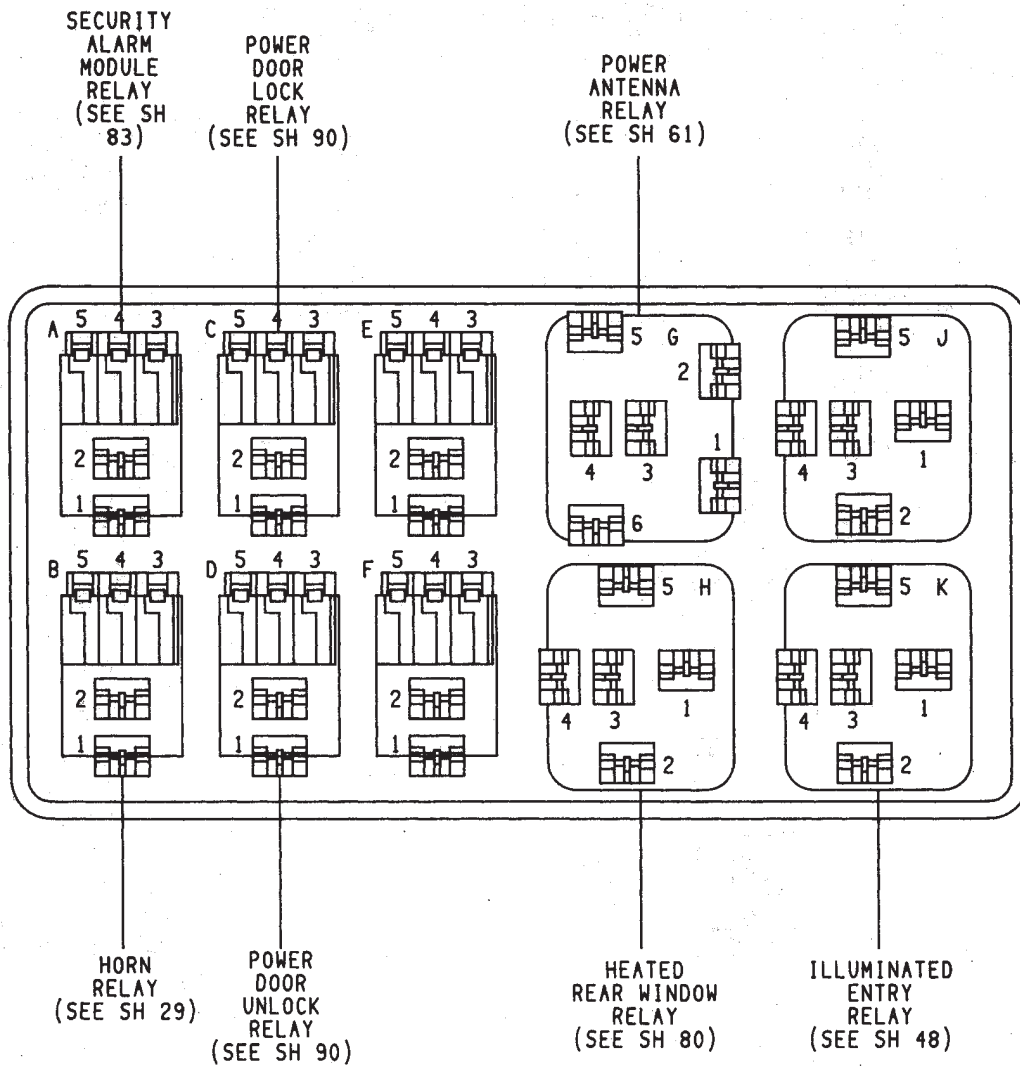 SECURITY
ALARM
MODULE
RELAY
(SEE SH
83)
POWER
DOOR
LOCK
RELAY
(SEE SH 90)
POWER
ANTENNA
RELAY
(SEE SH 61)
A 5 4 3
2
1
C 5 4 3
2
1
E 5 4 3
2
1
5 G
2
4 3
1
6
5 J
4 3 1
2
B 5 4 3
2
1
D 5 4 3
2
1
F 5 4 3
2
1
5 H
4 3 1
2
5 K
4 3 1
2
HORN
RELAY
(SEE SH 29)
POWER
DOOR
UNLOCK
RELAY
(SEE SH 90)
HEATED
REAR WINDOW
RELAY
(SEE SH 80)
ILLUMINATED
ENTRY
RELAY
(SEE SH 48)